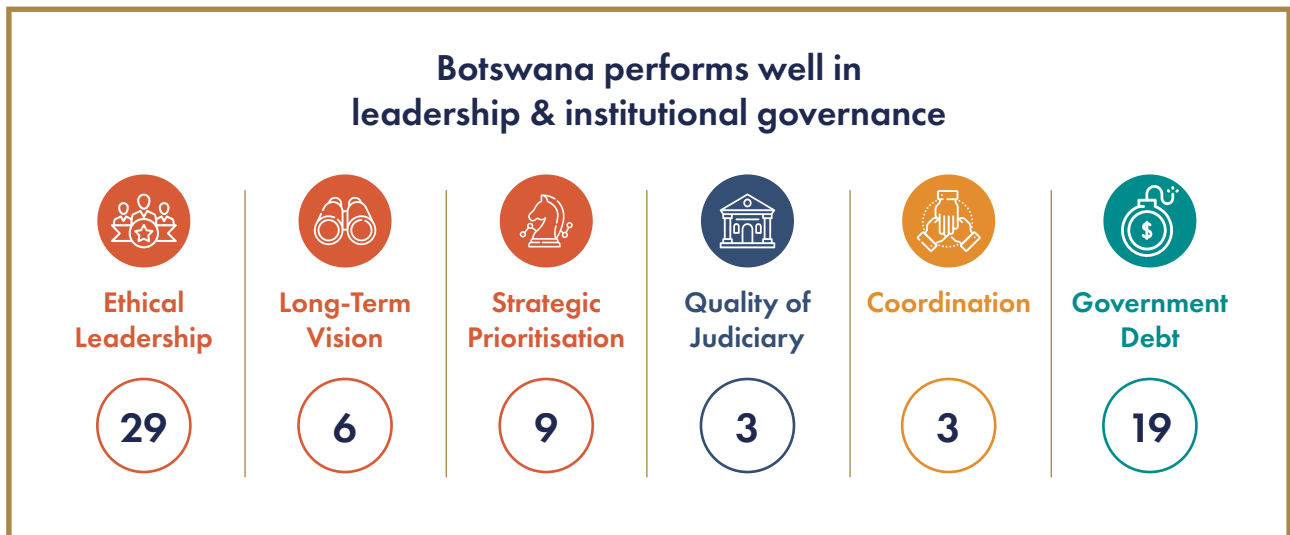 Botswana performs well in
leadership & institutional governance
Ethical
Leadership
29
Long-Term
Vision
6
Strategic
Prioritisation
9
Quality of
Judiciary
3
Coordination
3
$
Government
Debt
19